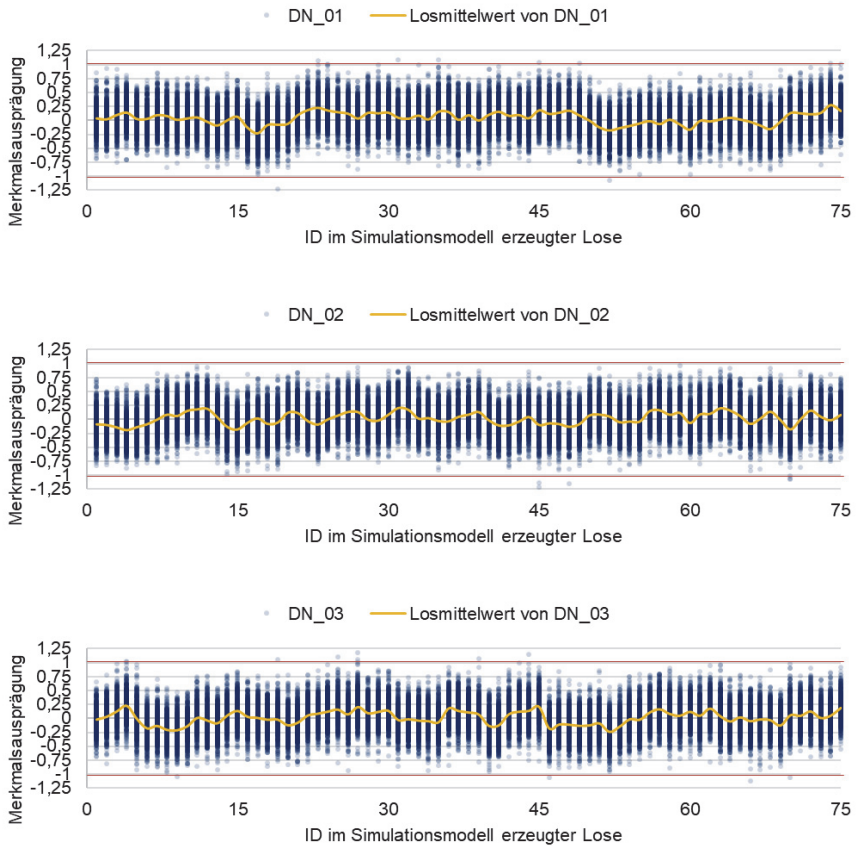 DN_01 Losmittelwert von DN_01
Merkmalsausprägung
1,25
1
0,75
0,5
0,25
0
-0,25
-0,5
-0,75
-1
-1,25
0 15 30 45 60 75
ID im Simulationsmodell erzeugter Lose
DN_02 Losmittelwert von DN_02
Merkmalsausprägung
1,25
1
0,75
0,5
0,25
0
-0,25
-0,5
-0,75
-1
-1,25
0 15 30 45 60 75
ID im Simulationsmodell erzeugter Lose
DN_03 Losmittelwert von DN_03
Merkmalsausprägung
1,25
1
0,75
0,5
0,25
0
-0,25
-0,5
-0,75
-1
-1,25
0 15 30 45 60 75
ID im Simulationsmodell erzeugter Lose